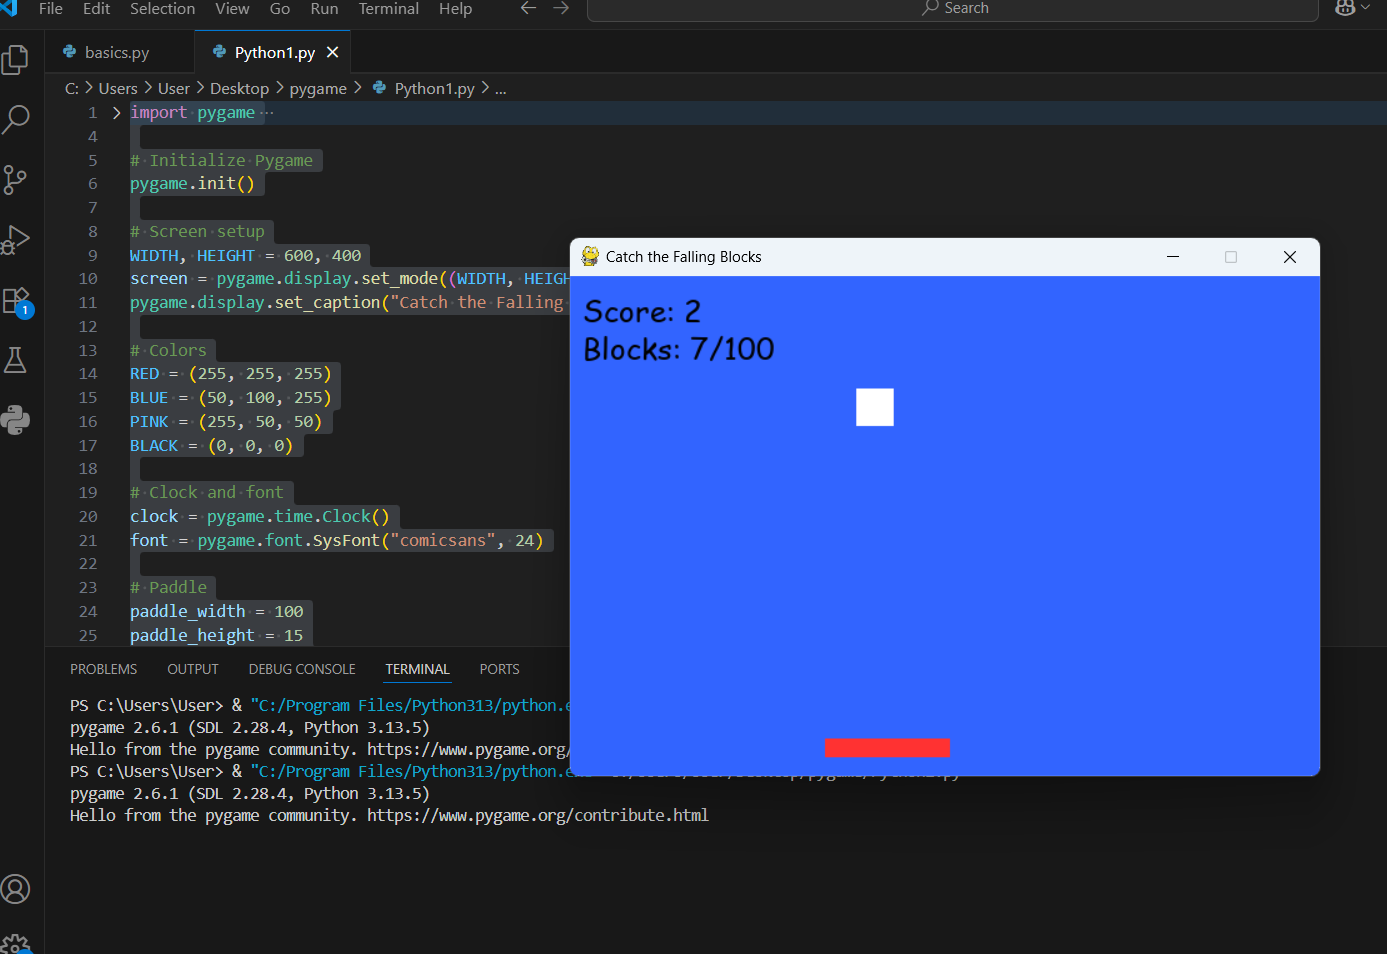 File Edit Selection View Go Run Terminal Help
Search
basics.py
Python1.py
C: > Users > User > Desktop > pygame > Python1.py > ...
1 import pygame ···
4
5 # Initialize Pygame
6 pygame.init()
7
8 # Screen setup
9 WIDTH, HEIGHT = 600, 400
10 screen = pygame.display.set_mode((WIDTH, HEIGH
11 pygame.display.set_caption("Catch the Falling
12
13 # Colors
14 RED = (255, 255, 255)
15 BLUE = (50, 100, 255)
16 PINK = (255, 50, 50)
17 BLACK = (0, 0, 0)
18
19 # Clock and font
20 clock = pygame.time.Clock()
21 font = pygame.font.SysFont("comicsans", 24)
22
23 # Paddle
24 paddle_width = 100
25 paddle_height = 15
Catch the Falling Blocks
Score: 2
Blocks: 7/100
1
PROBLEMS OUTPUT DEBUG CONSOLE TERMINAL PORTS
PS C:\Users\User> & "C:/Program Files/Python313/python.e
pygame 2.6.1 (SDL 2.28.4, Python 3.13.5)
Hello from the pygame community. https://www.pygame.org/
PS C:\Users\User> & "C:/Program Files/Python313/python.
pygame 2.6.1 (SDL 2.28.4, Python 3.13.5)
Hello from the pygame community. https://www.pygame.org/contribute.html